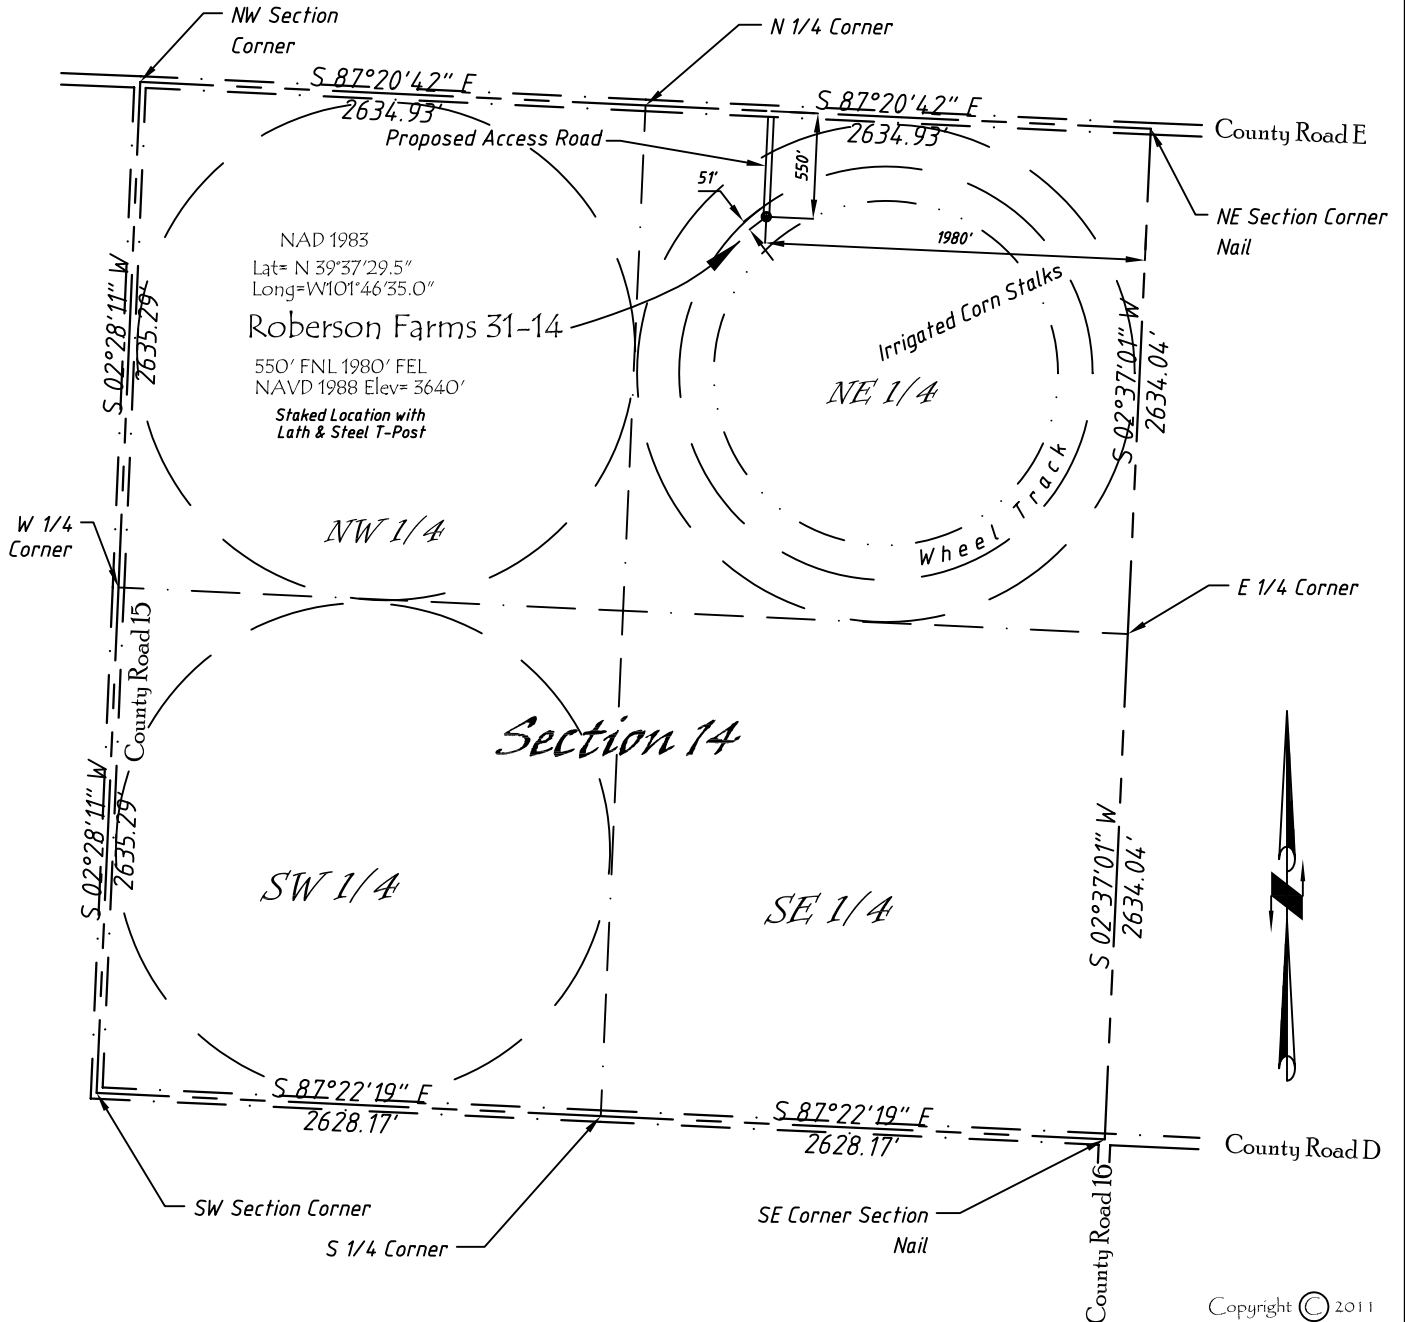 NW Section
Corner
N 1/4 Corner
S 87°20'42" E
2634.93'
S 87°20'42" E
2634.93'
County Road E
Proposed Access Road
550'
51'
NE Section Corner
Nail
1980'
NAD 1983
Lat= N 39°37'29.5"
Long=W101°46'35.0"
Roberson Farms 31-14
550' FNL 1980' FEL
NAVD 1988 Elev= 3640'
Staked Location with
Lath & Steel T-Post
S 02°28'11" W
2635.29'
Irrigated Corn Stalks
NE 1/4
S 02°37'01" W
2634.04'
Wheel Track
NW 1/4
W 1/4
Corner
E 1/4 Corner
County Road 15
Section 14
S 02°28'11" W
2635.29'
SW 1/4
SE 1/4
S 02°37'01" W
2634.04'
N
S 87°22'19" E
2628.17'
S 87°22'19" E
2628.17'
County Road D
SW Section Corner
S 1/4 Corner
SE Corner Section
Nail
County Road 16
Copyright © 2011